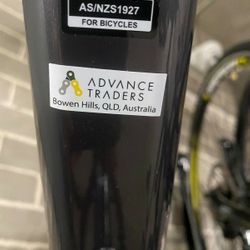 AS/NZS1927
FOR BICYCLES
ADVANCE
TRADERS
Bowen Hills, QLD, Australia